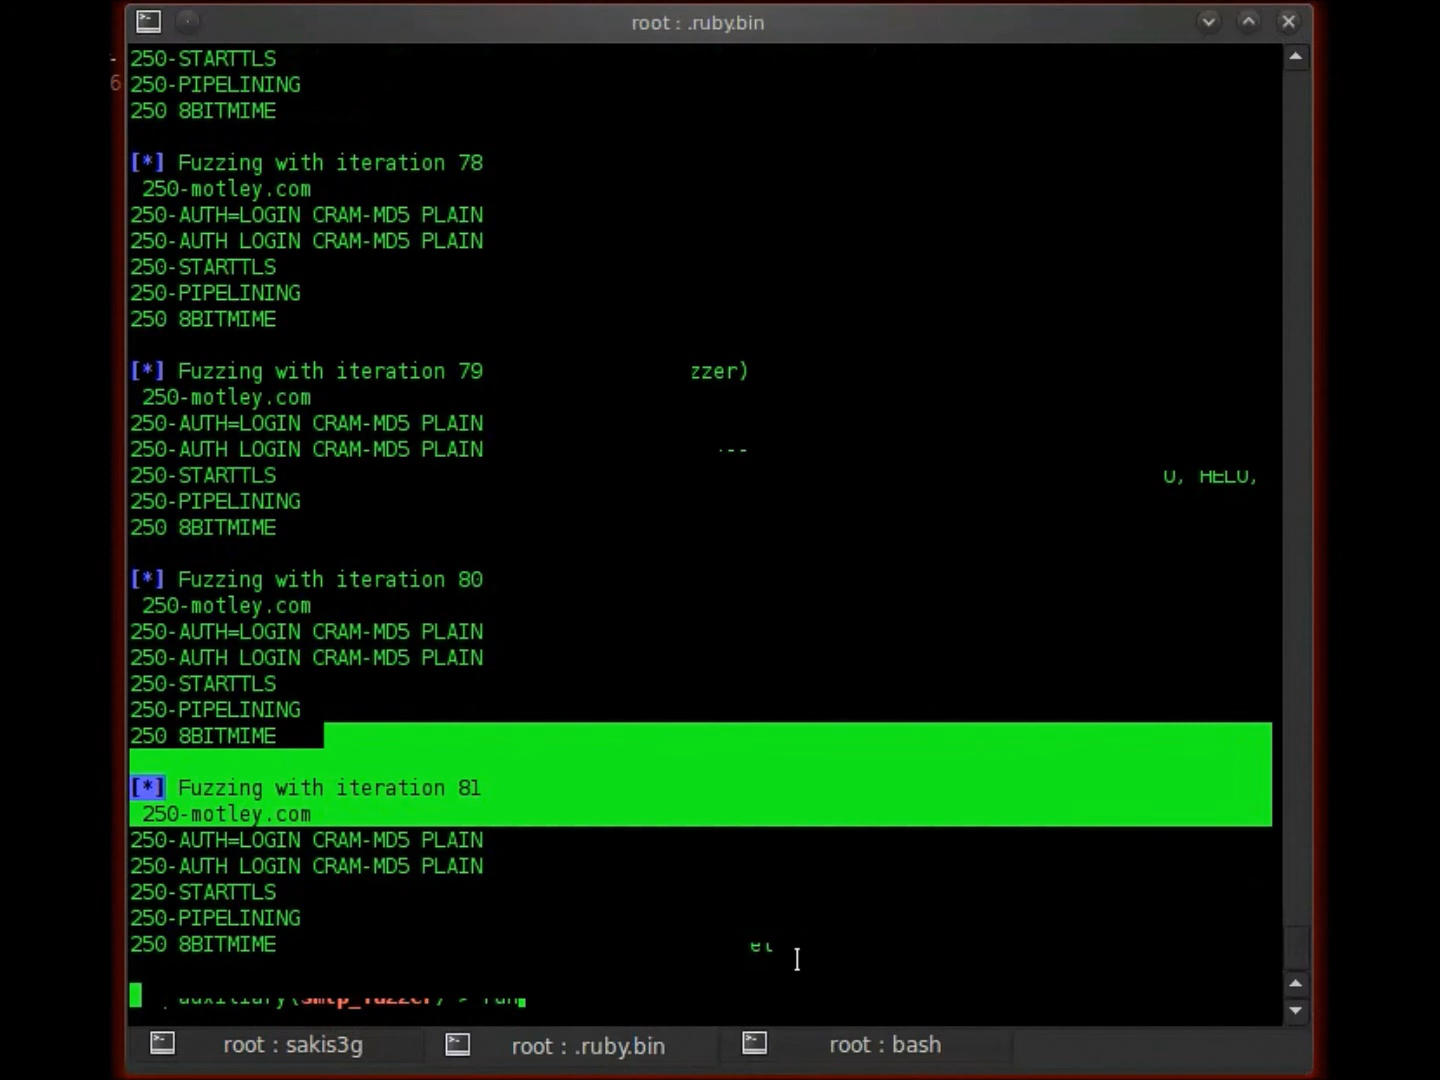 root : .ruby.bin
-
6
250-STARTTLS
250-PIPELINING
250 8BITMIME
[*] Fuzzing with iteration 78
250-motley.com
250-AUTH=LOGIN CRAM-MD5 PLAIN
250-AUTH LOGIN CRAM-MD5 PLAIN
250-STARTTLS
250-PIPELINING
250 8BITMIME
[*] Fuzzing with iteration 79 zzer)
250-motley.com
250-AUTH=LOGIN CRAM-MD5 PLAIN
250-AUTH LOGIN CRAM-MD5 PLAIN --
250-STARTTLS O, HELO,
250-PIPELINING
250 8BITMIME
[*] Fuzzing with iteration 80
250-motley.com
250-AUTH=LOGIN CRAM-MD5 PLAIN
250-AUTH LOGIN CRAM-MD5 PLAIN
250-STARTTLS
250-PIPELINING
250 8BITMIME
[*] Fuzzing with iteration 81
250-motley.com
250-AUTH=LOGIN CRAM-MD5 PLAIN
250-AUTH LOGIN CRAM-MD5 PLAIN
250-STARTTLS
250-PIPELINING
250 8BITMIME
auxiliary(smtp_fuzzer) > run
root : sakis3g
root : .ruby.bin
root : bash